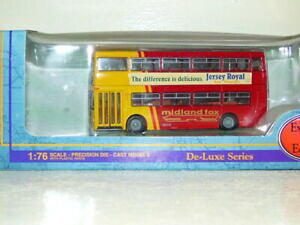 The difference is delicious. Jersey Royal
midland fox
1:76 SCALE - PRECISION DIE - CAST MODELS
De-Luxe Series